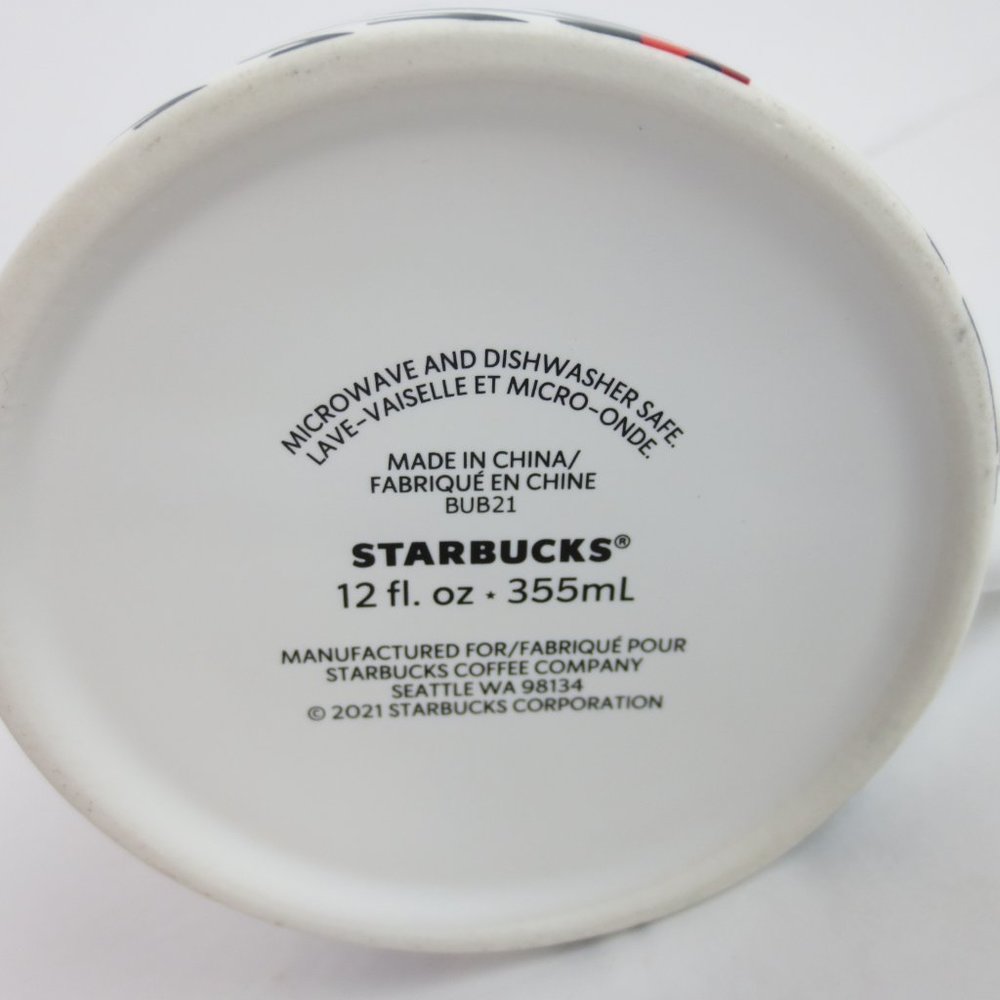 MICROWAVE AND DISHWASHER SAFE.
LAVE-VAISELLE ET MICRO-ONDE.
MADE IN CHINA/
FABRIQUÉ EN CHINE
BUB21
STARBUCKS®
12 fl. oz ⋆ 355mL
MANUFACTURED FOR/FABRIQUÉ POUR
STARBUCKS COFFEE COMPANY
SEATTLE WA 98134
© 2021 STARBUCKS CORPORATION